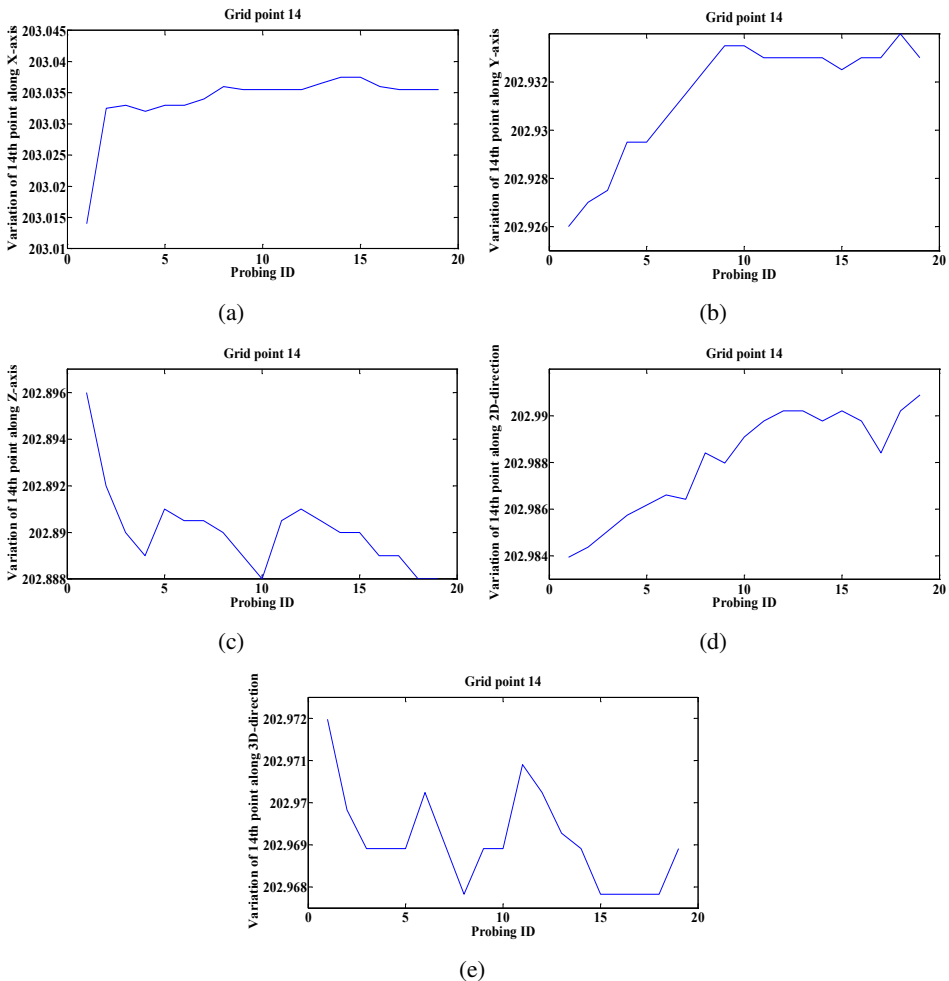 Grid point 14
Variation of 14th point along X-axis
203.045
203.04
203.035
203.03
203.025
203.02
203.015
203.01
0
5
10
15
20
Probing ID
(a)
Grid point 14
Variation of 14th point along Y-axis
202.932
202.93
202.928
202.926
0
5
10
15
20
Probing ID
(b)
Grid point 14
Variation of 14th point along Z-axis
202.896
202.894
202.892
202.89
202.888
0
5
10
15
20
Probing ID
(c)
Grid point 14
Variation of 14th point along 2D-direction
202.99
202.988
202.986
202.984
0
5
10
15
20
Probing ID
(d)
Grid point 14
Variation of 14th point along 3D-direction
202.972
202.971
202.97
202.969
202.968
0
5
10
15
20
Probing ID
(e)